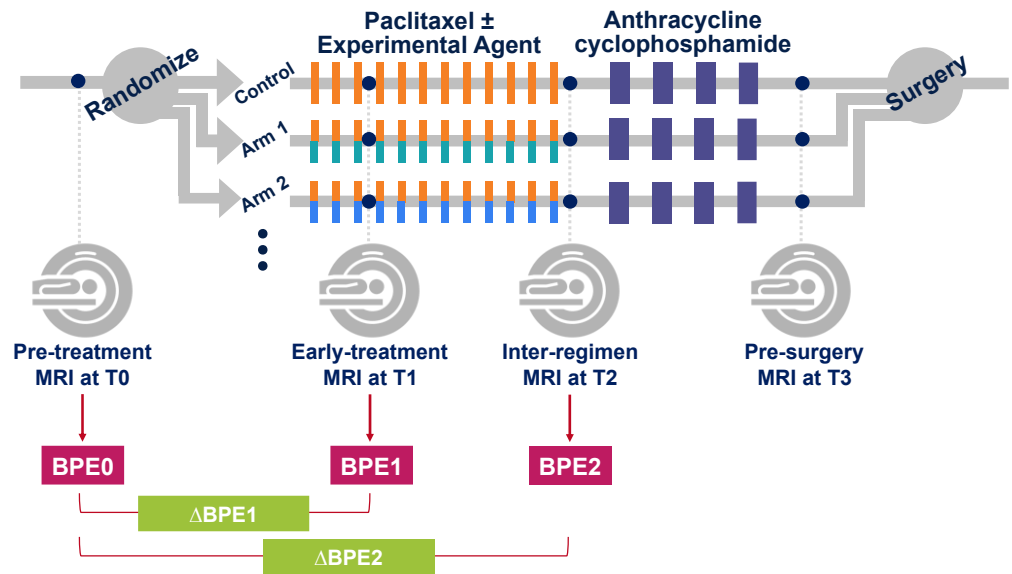 Paclitaxel ±
Experimental Agent
Anthracycline
cyclophosphamide
Randomize
Control
Surgery
Arm 1
Arm 2
Pre-treatment
MRI at T0
Early-treatment
MRI at T1
Inter-regimen
MRI at T2
Pre-surgery
MRI at T3
BPE0
BPE1
BPE2
ΔBPE1
ΔBPE2